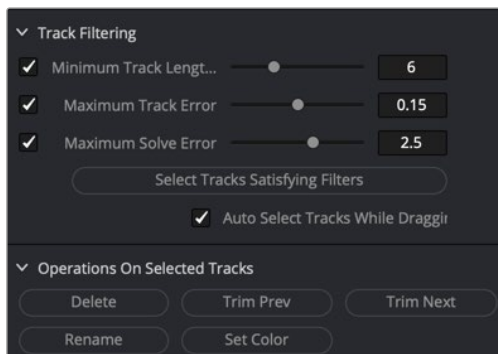 Track Filtering
Minimum Track Lengt... 6
Maximum Track Error 0.15
Maximum Solve Error 2.5
Select Tracks Satisfying Filters
Auto Select Tracks While Draggin
Operations On Selected Tracks
Delete Trim Prev Trim Next
Rename Set Color